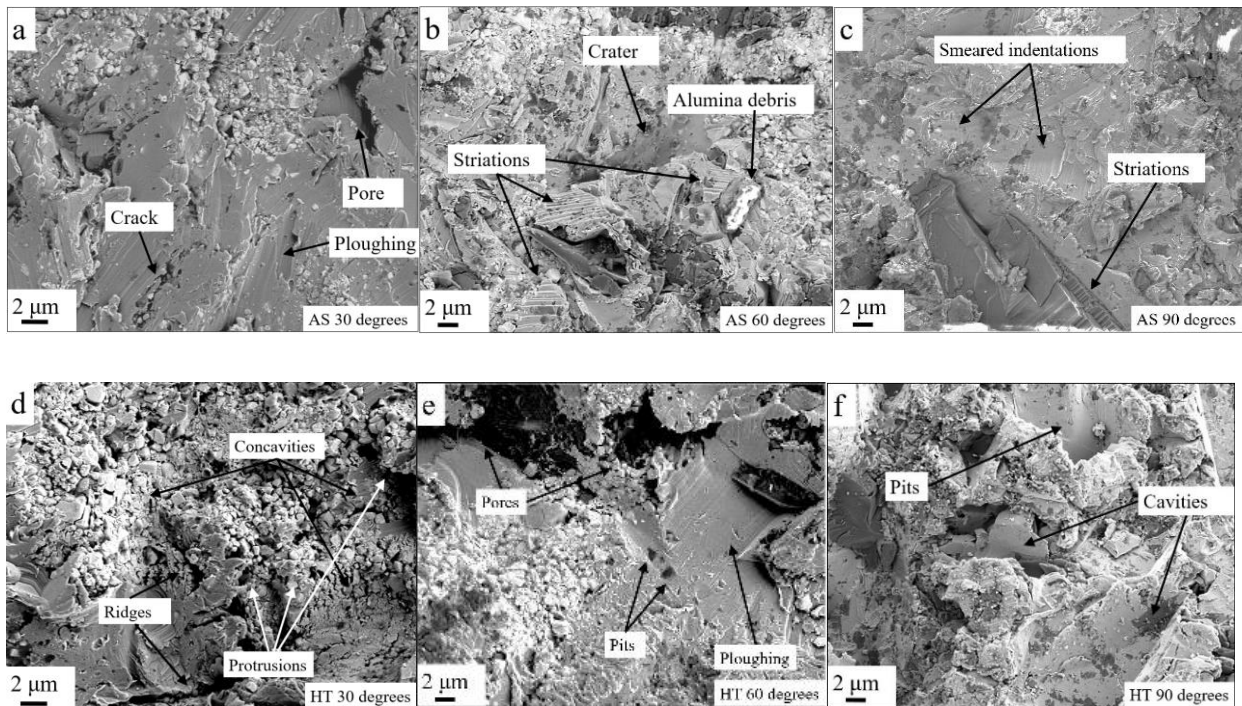 a
Pore
Crack
Ploughing
2 μm
AS 30 degrees
b
Crater
Alumina debris
Striations
2 μm
AS 60 degrees
c
Smeared indentations
Striations
2 μm
AS 90 degrees
d
Concavities
Ridges
Protrusions
2 μm
HT 30 degrees
e
Pores
Pits
Ploughing
2 μm
HT 60 degrees
f
Pits
Cavities
2 μm
HT 90 degrees